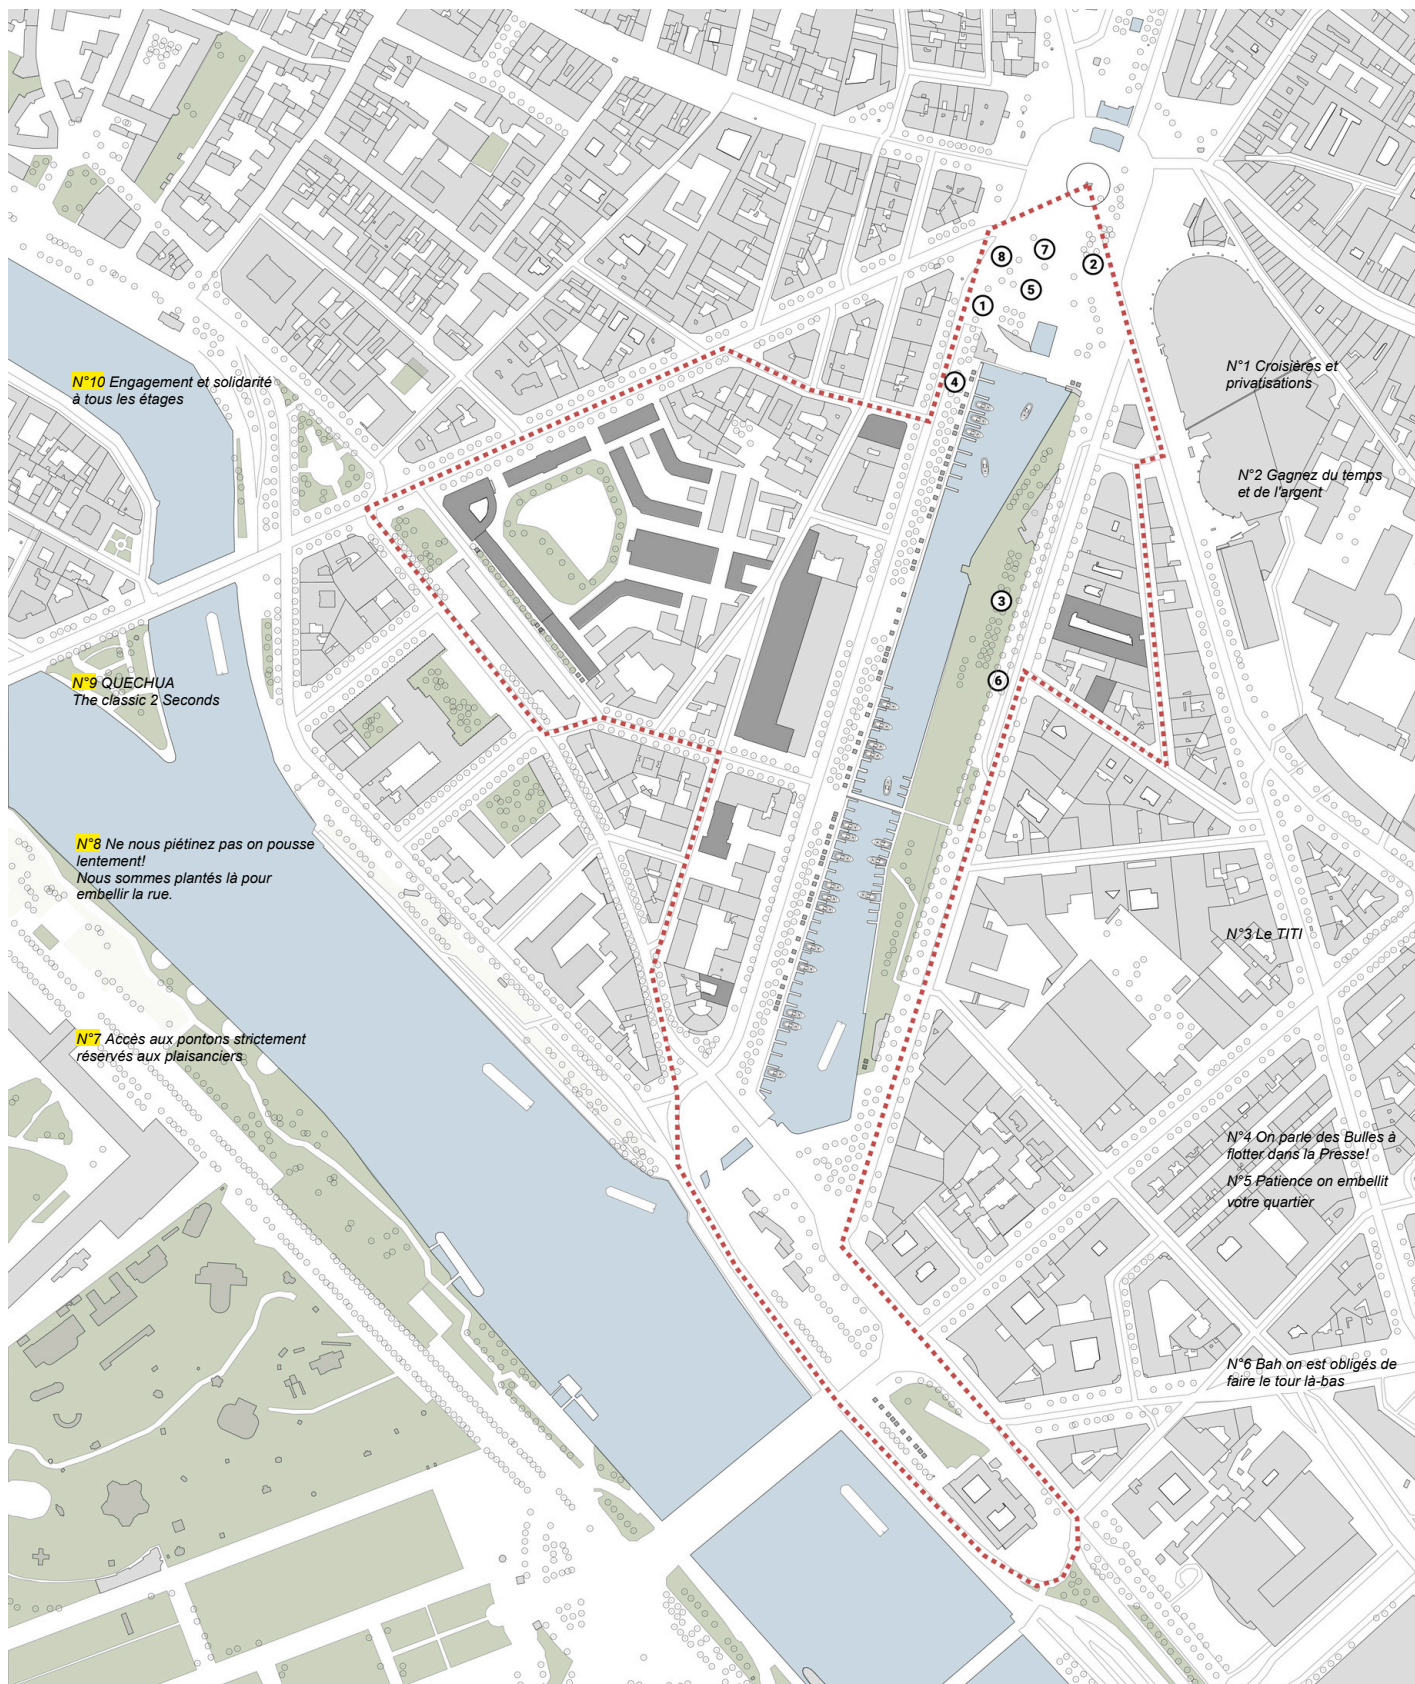 8
7
2
5
1
4
3
6
N°1 Croisières et
privatisations
N°2 Gagnez du temps
et de l'argent
N°3 Le TITI
N°4 On parle des Bulles à
flotter dans la Presse!
N°5 Patience on embellit
votre quartier
N°6 Bah on est obligés de
faire le tour là-bas
N°10 Engagement et solidarité
à tous les étages
N°9 QUECHUA
The classic 2 Seconds
N°8 Ne nous piétinez pas on pousse
lentement!
Nous sommes plantés là pour
embellir la rue.
N°7 Accès aux pontons strictement
réservés aux plaisanciers